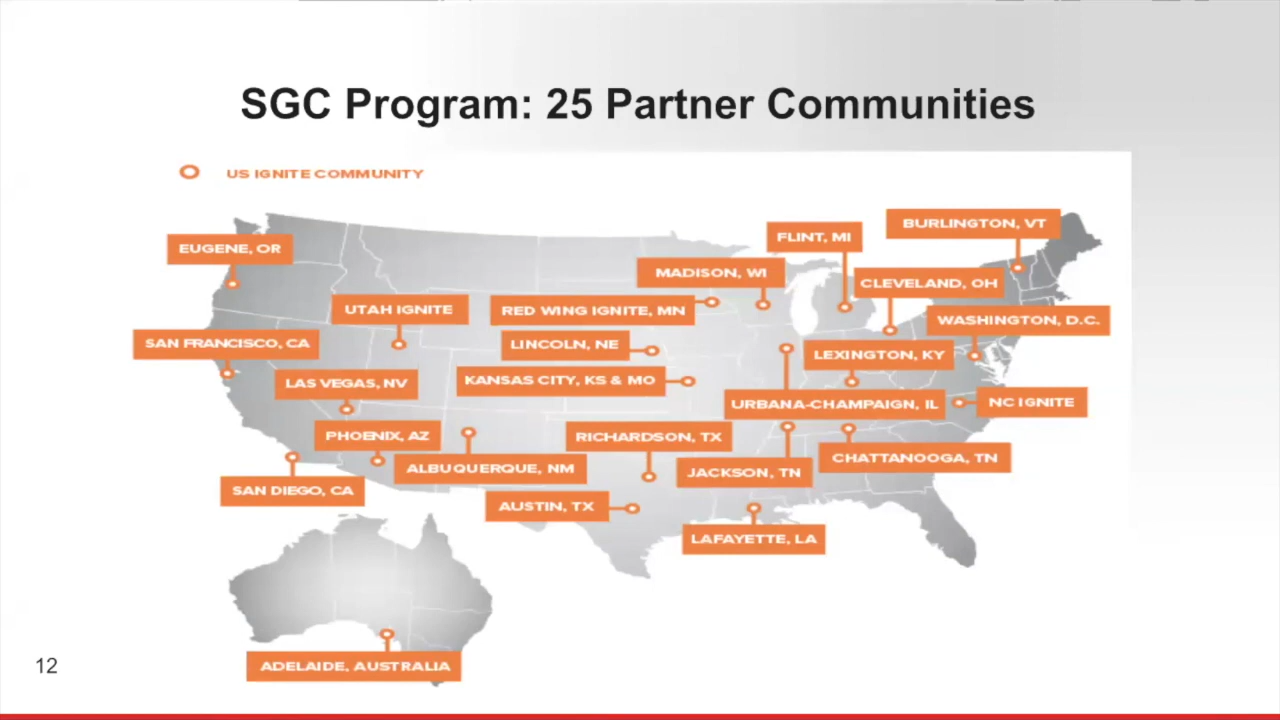 SGC Program: 25 Partner Communities
US IGNITE COMMUNITY
BURLINGTON, VT
FLINT, MI
EUGENE, OR
MADISON, WI
CLEVELAND, OH
UTAH IGNITE
RED WING IGNITE, MN
WASHINGTON, D.C.
SAN FRANCISCO, CA
LINCOLN, NE
LEXINGTON, KY
LAS VEGAS, NV
KANSAS CITY, KS & MO
URBANA-CHAMPAIGN, IL
NC IGNITE
PHOENIX, AZ
RICHARDSON, TX
CHATTANOOGA, TN
ALBUQUERQUE, NM
JACKSON, TN
SAN DIEGO, CA
AUSTIN, TX
LAFAYETTE, LA
ADELAIDE, AUSTRALIA
12